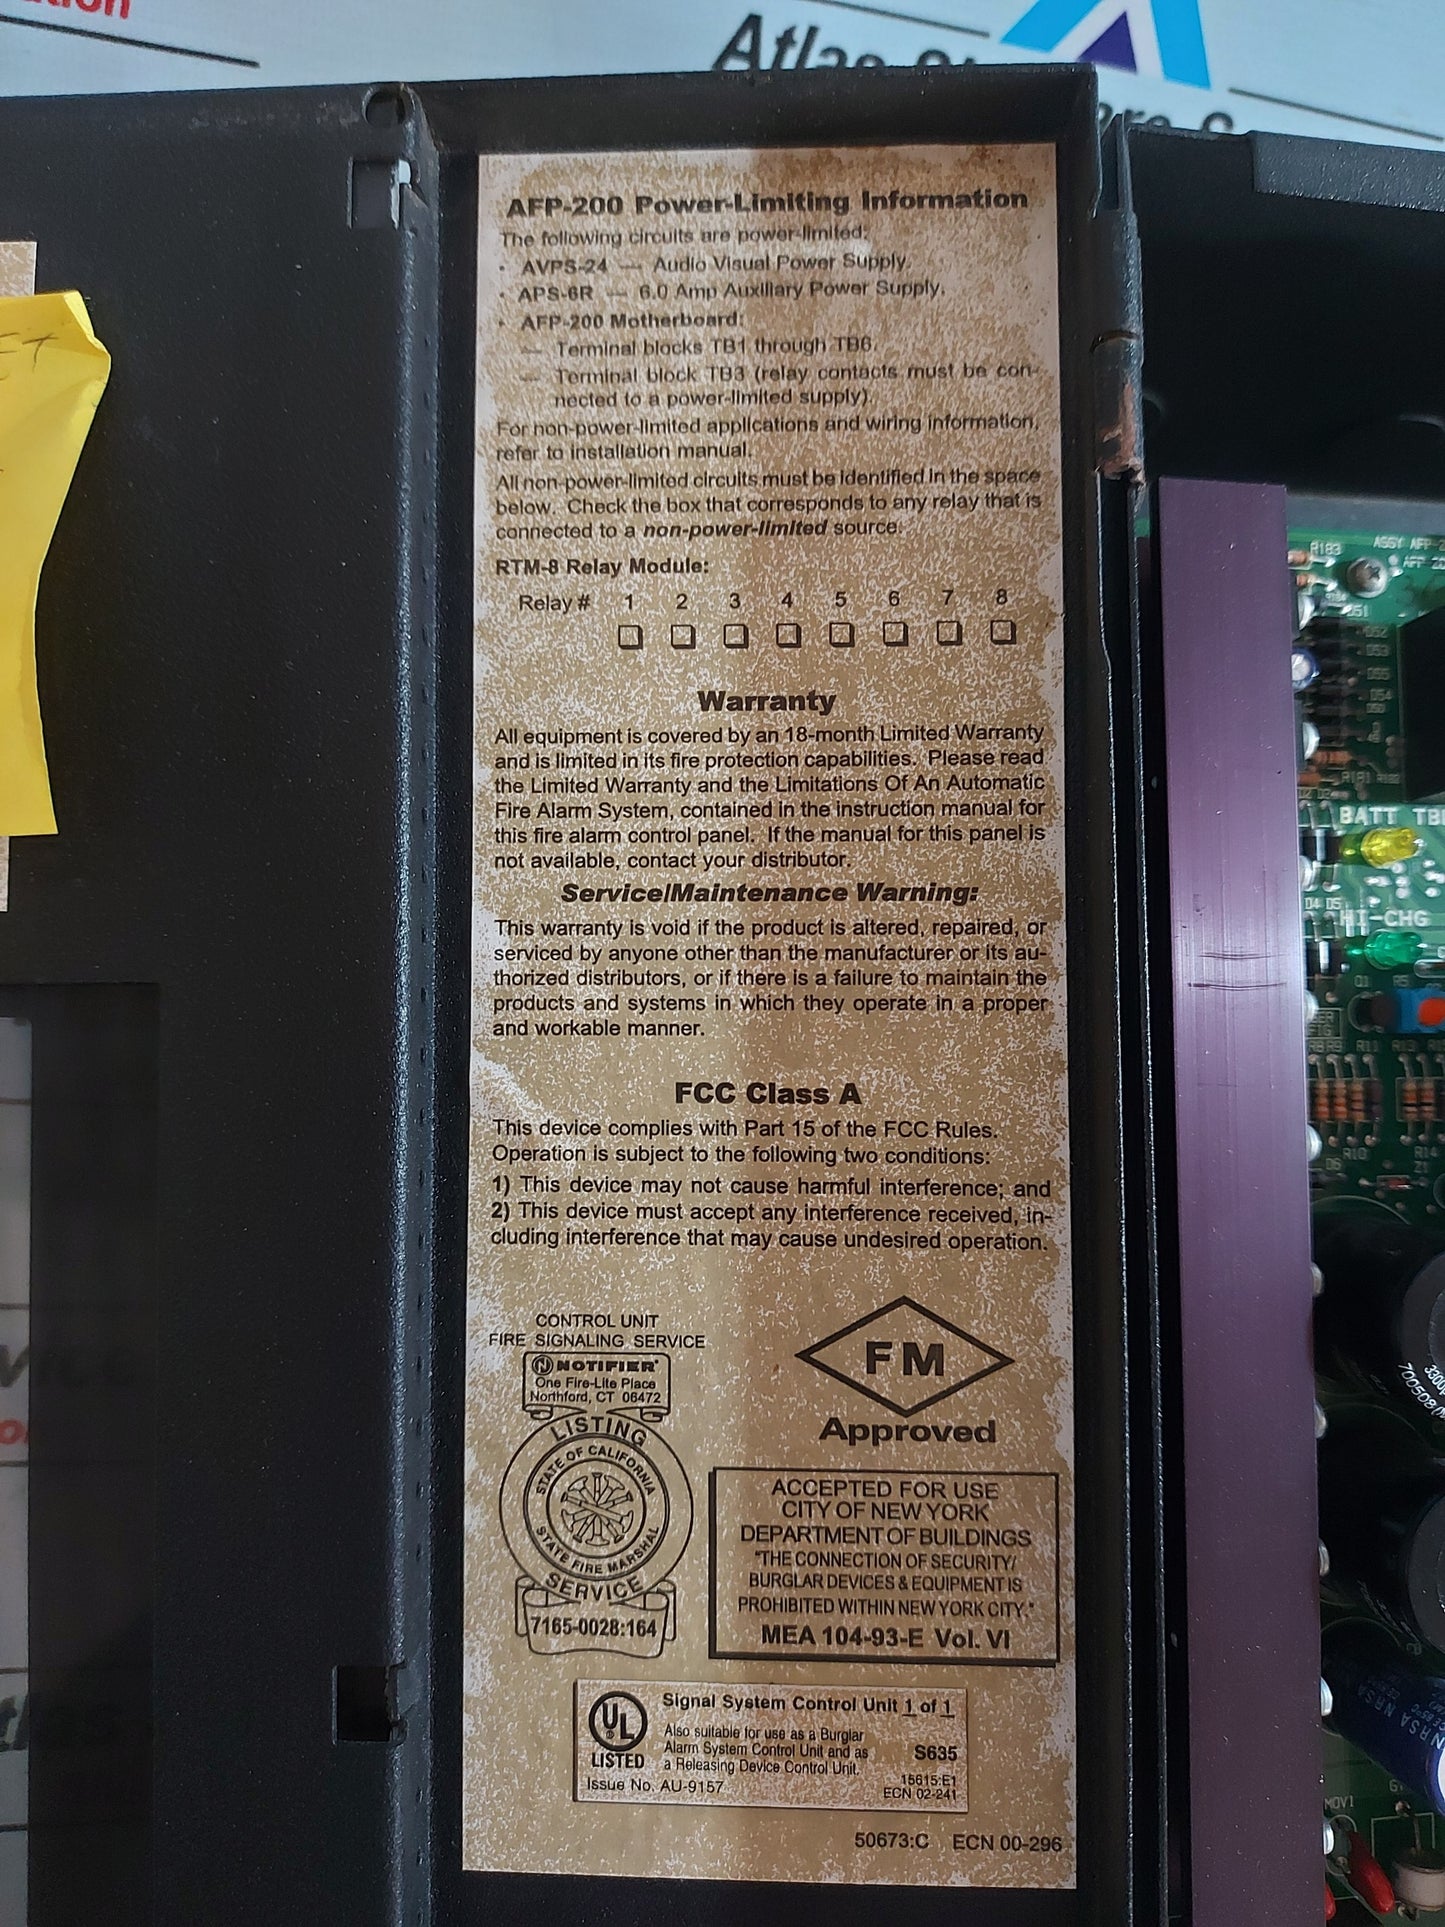 AFP-200 Power-Limiting Information
The following circuits are power-limited:
• AVPS-24 — Audio Visual Power Supply.
• APS-6R — 6.0 Amp Auxiliary Power Supply.
• AFP-200 Motherboard:
— Terminal blocks TB1 through TB6.
— Terminal block TB3 (relay contacts must be con-
nected to a power-limited supply).
For non-power-limited applications and wiring information,
refer to installation manual.
All non-power-limited circuits must be identified in the space
below. Check the box that corresponds to any relay that is
connected to a non-power-limited source.
RTM-8 Relay Module:
Relay # 1 2 3 4 5 6 7 8
Warranty
All equipment is covered by an 18-month Limited Warranty
and is limited in its fire protection capabilities. Please read
the Limited Warranty and the Limitations Of An Automatic
Fire Alarm System, contained in the instruction manual for
this fire alarm control panel. If the manual for this panel is
not available, contact your distributor.
Service/Maintenance Warning:
This warranty is void if the product is altered, repaired, or
serviced by anyone other than the manufacturer or its au-
thorized distributors, or if there is a failure to maintain the
products and systems in which they operate in a proper
and workable manner.
FCC Class A
This device complies with Part 15 of the FCC Rules.
Operation is subject to the following two conditions:
1) This device may not cause harmful interference; and
2) This device must accept any interference received, in-
cluding interference that may cause undesired operation.
CONTROL UNIT
FIRE SIGNALING SERVICE
NOTIFIER
One Fire-Lite Place
Northford, CT 06472
LISTING
STATE OF CALIFORNIA
STATE FIRE MARSHAL
SERVICE
7165-0028:164
FM
Approved
ACCEPTED FOR USE
CITY OF NEW YORK
DEPARTMENT OF BUILDINGS
"THE CONNECTION OF SECURITY/
BURGLAR DEVICES & EQUIPMENT IS
PROHIBITED WITHIN NEW YORK CITY."
MEA 104-93-E Vol. VI
UL
LISTED
Signal System Control Unit 1 of 1
Also suitable for use as a Burglar
Alarm System Control Unit and as
a Releasing Device Control Unit.
S635
Issue No. AU-9157
15615:E1
ECN 02-241
50673:C ECN 00-296
Atlas
R183
ASSY AFP-2
BATT TBL
D4 D5
HI-CHG
Q1
R11
R10
R14
Z1
D6
MOV1